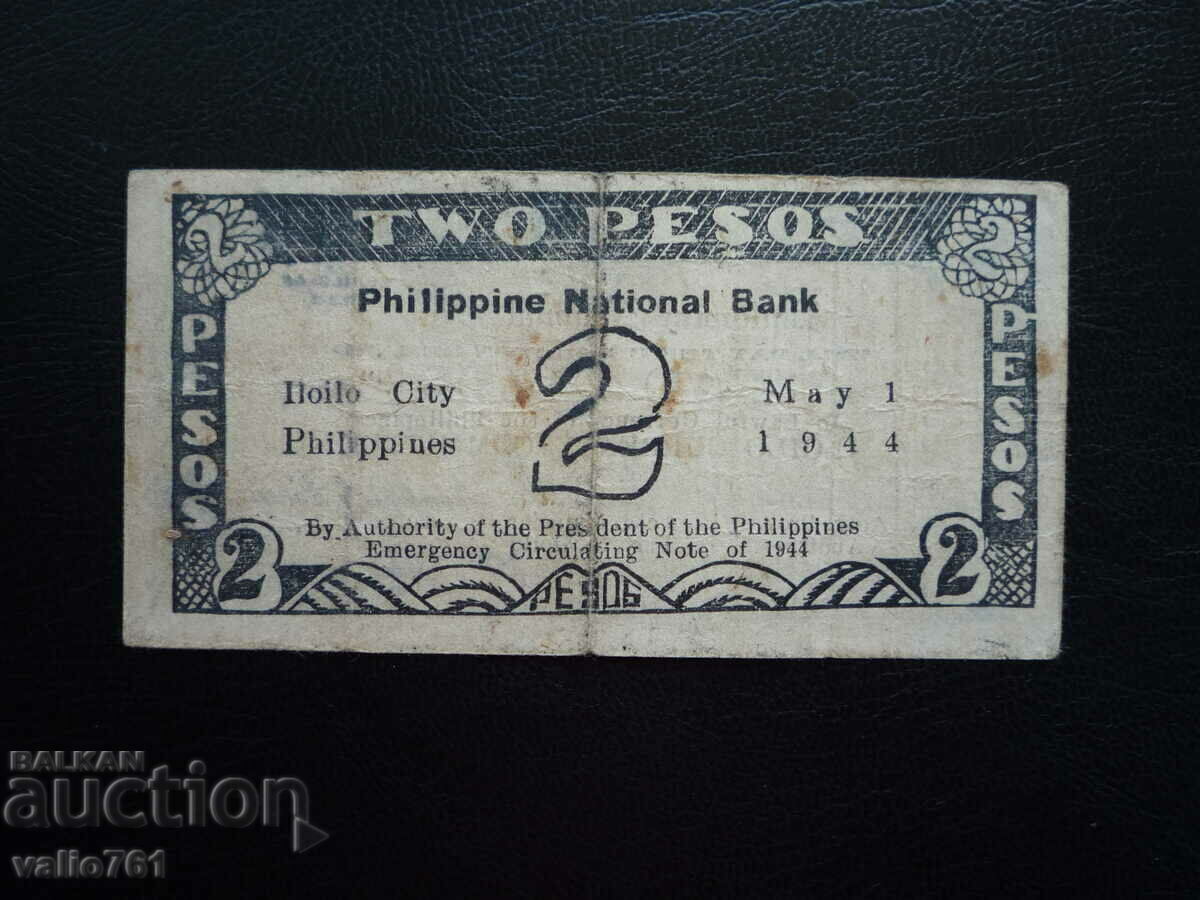 TWO PESOS
2 2
Philippine National Bank
2
Iloilo City May 1
Philippines 1944
PESOS PESOS
By Authority of the President of the Philippines
Emergency Circulating Note of 1944
2 PESOS 2
BALKAN
auction
valio761